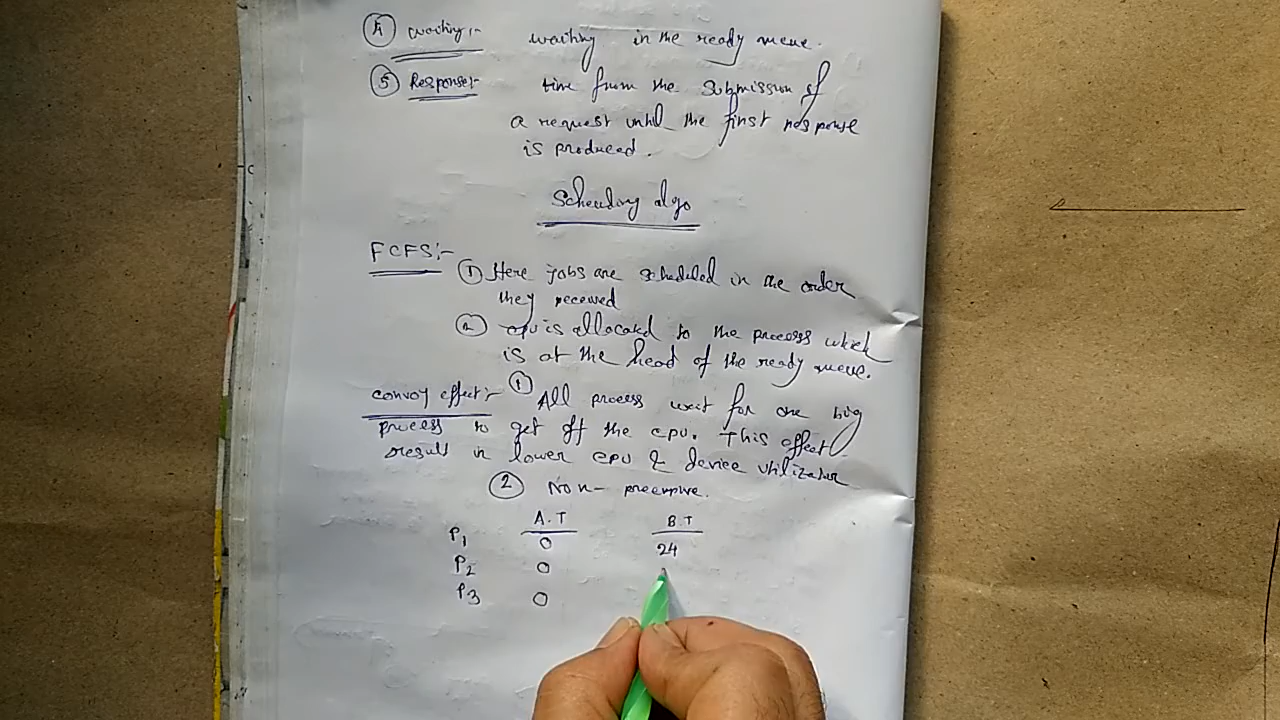 ④ Waiting:- waiting in the ready queue.
⑤ Response:- time from the submission of
a request until the first response
is produced.
Scheduling algo
FCFS:-
① Here jobs are scheduled in the order
they received
② cpu is allocated to the process which
is at the head of the ready queue.
convoy effect:- ① All process wait for one big
process to get off the cpu. This effect
result in lower cpu & device utilization
② Non-preemptive.
A.T B.T
P1 0 24
P2 0
P3 0